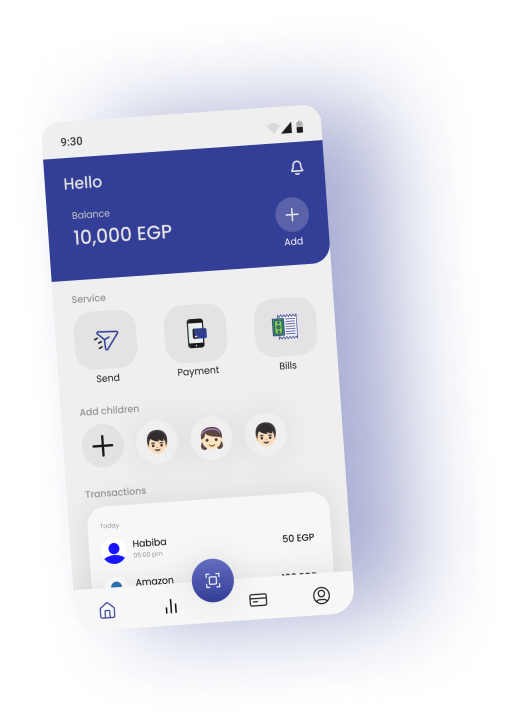 9:30
Hello
Balance
10,000 EGP
Add
Service
Send
Payment
Bills
Add children
Transactions
Today
Habiba
50 EGP
05:00 pm
Amazon